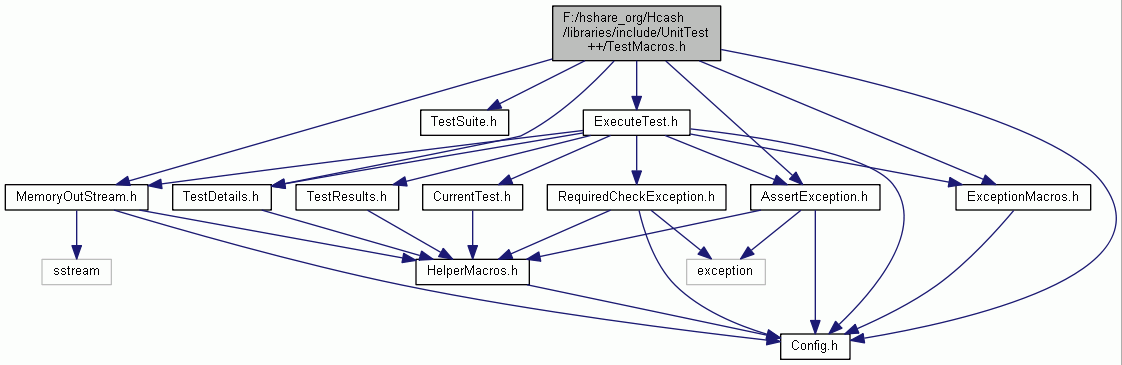 F:/hshare_org/Hcash
/libraries/include/UnitTest
++/TestMacros.h
TestSuite.h
ExecuteTest.h
MemoryOutStream.h
TestDetails.h
TestResults.h
CurrentTest.h
RequiredCheckException.h
AssertException.h
ExceptionMacros.h
sstream
HelperMacros.h
exception
Config.h